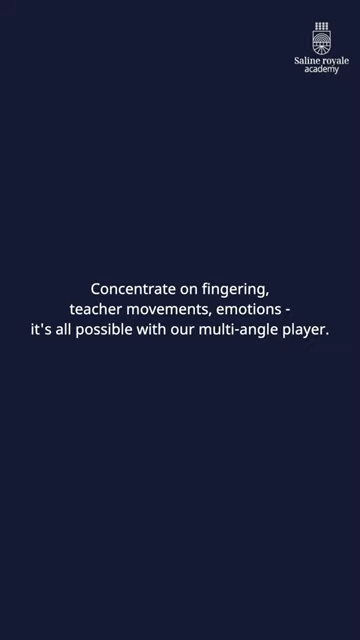 Saline royale
academy
Concentrate on fingering,
teacher movements, emotions -
it's all possible with our multi-angle player.